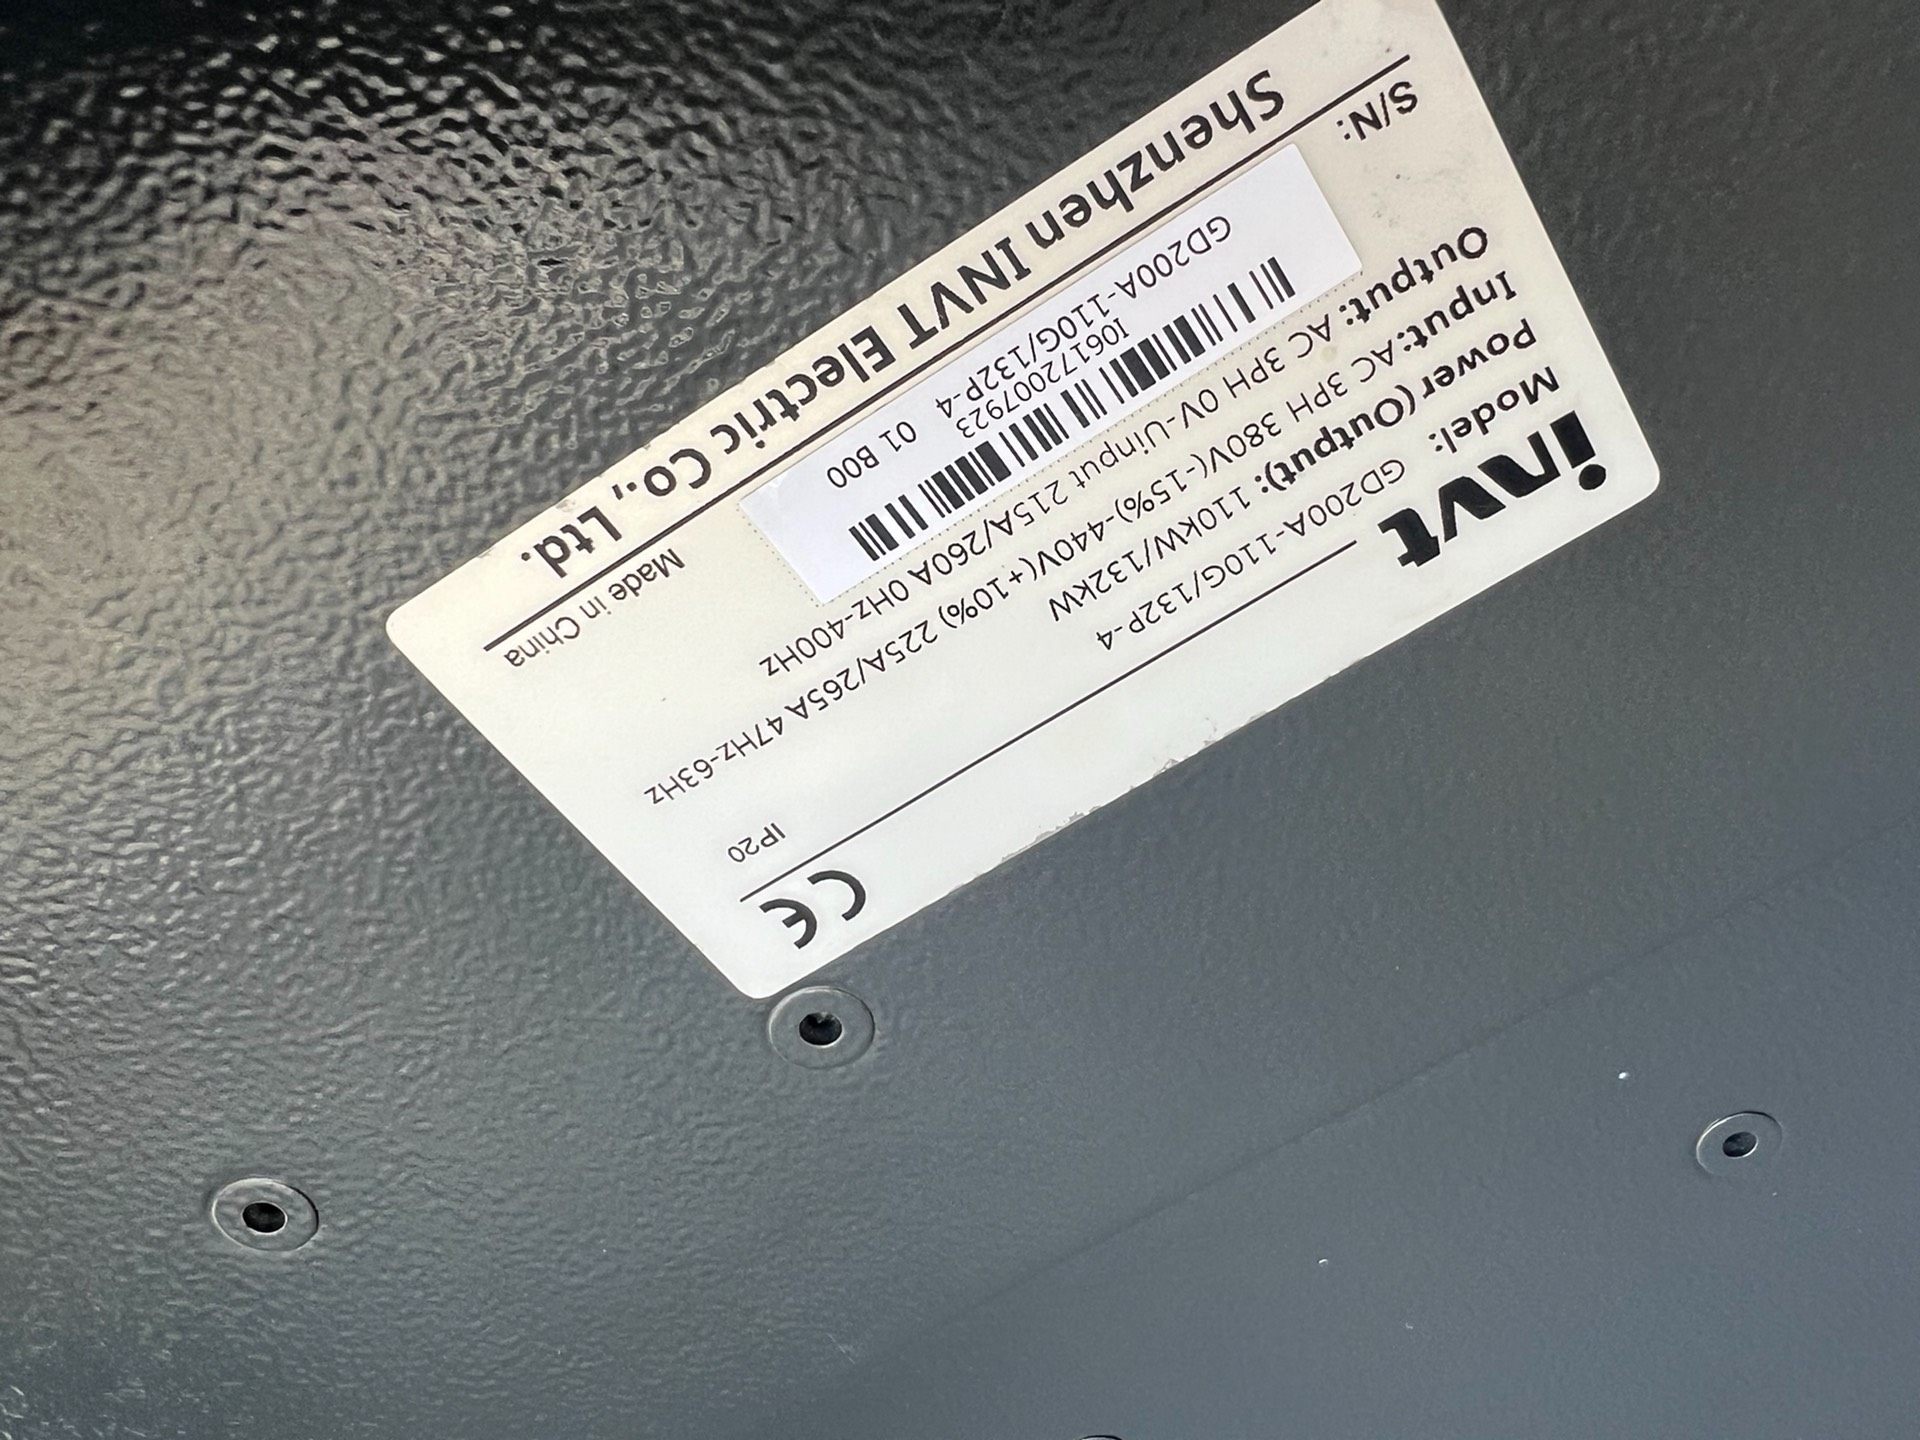 invt
CE
Model: GD200A-110G/132P-4
IP20
Power(Output): 110kW/132kW
Input: AC 3PH 380V(-15%)-440V(+10%) 225A/265A 47Hz-63Hz
Output: AC 3PH 0V-Uinput 215A/260A 0Hz-400Hz
S/N:
I06172007923
GD200A-110G/132P-4 01 B00
Made in China
Shenzhen INVT Electric Co., Ltd.